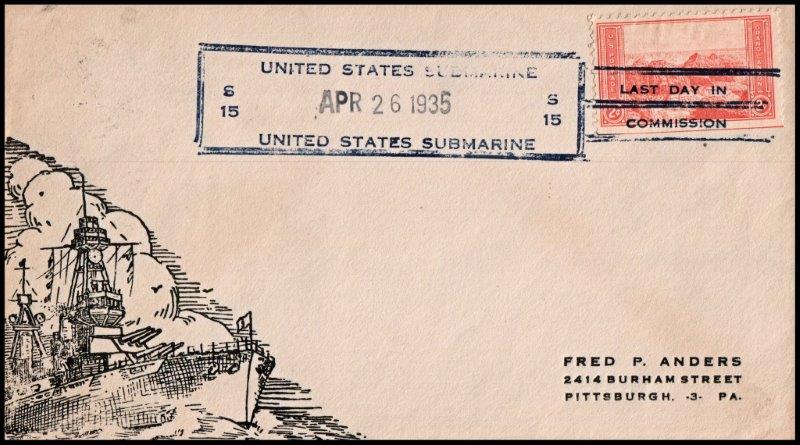 UNITED STATES SUBMARINE
S
15
APR 26 1935
S
15
UNITED STATES SUBMARINE
LAST DAY IN
COMMISSION
FRED P. ANDERS
2414 BURHAM STREET
PITTSBURGH, -3- PA.